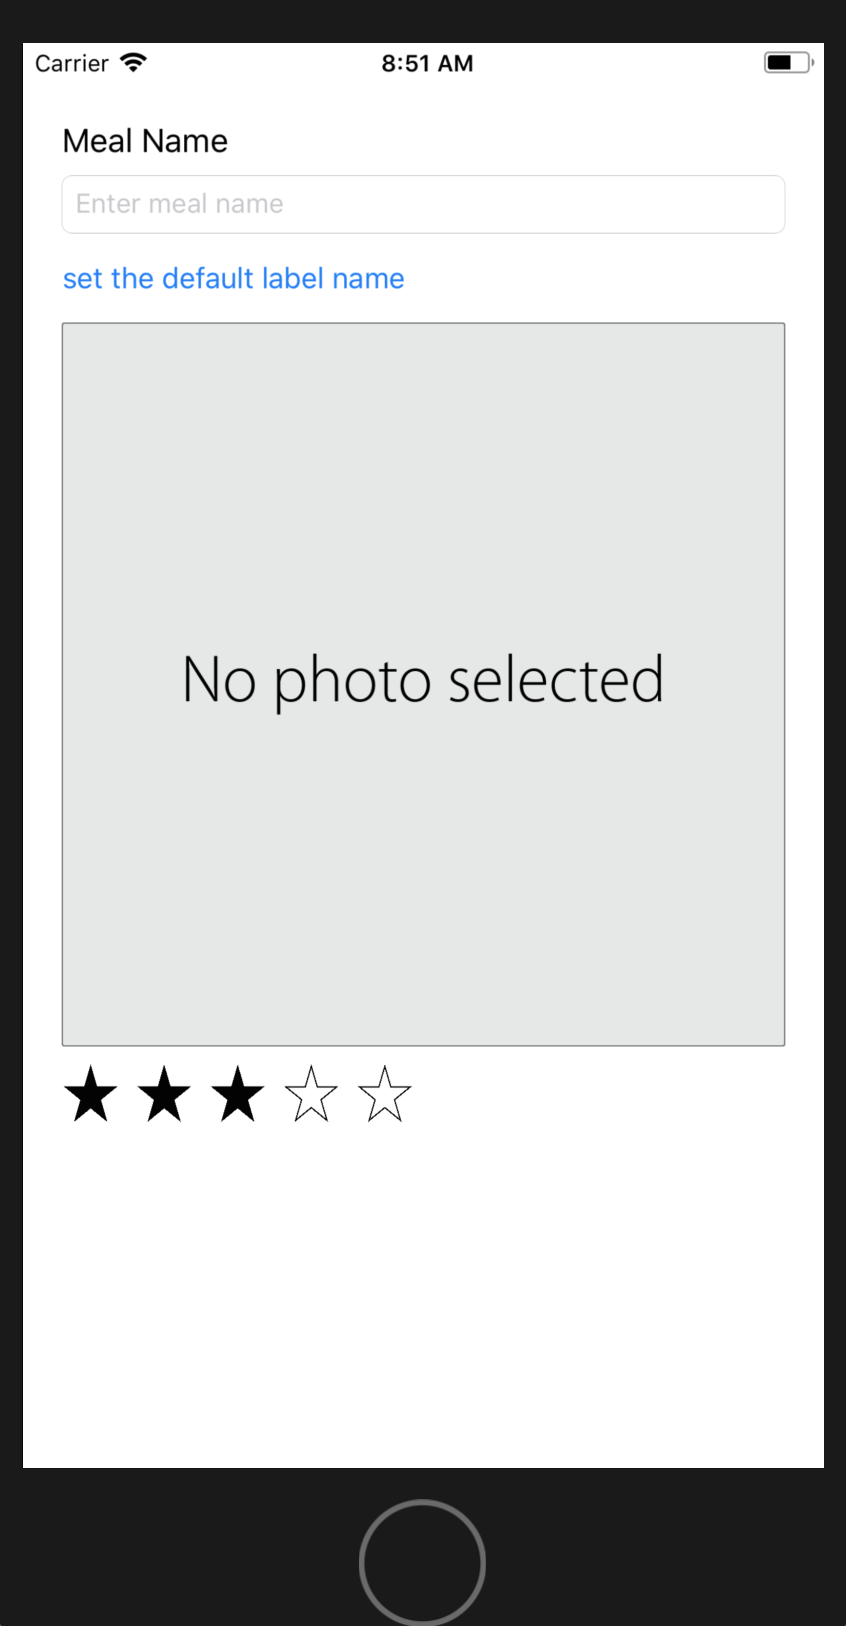 Carrier 8:51 AM
Meal Name
Enter meal name
set the default label name
No photo selected